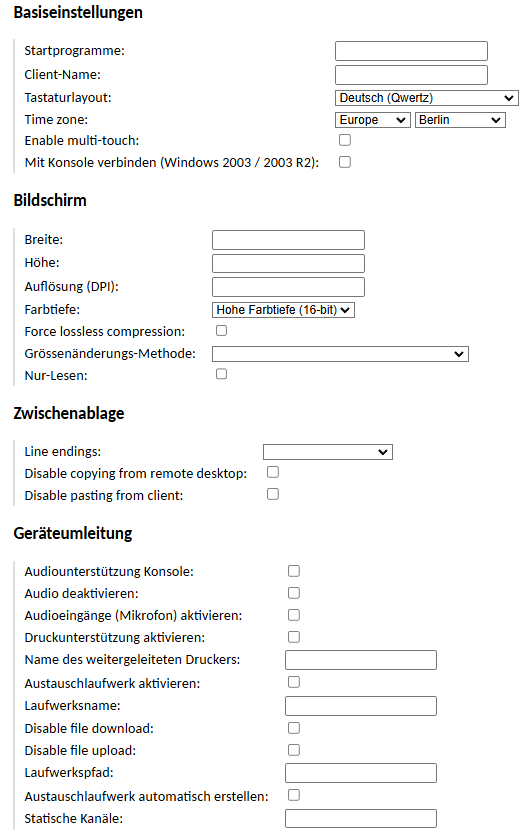 Basiseinstellungen
Startprogramme:
Client-Name:
Tastaturlayout: Deutsch (Qwertz)
Time zone: Europe Berlin
Enable multi-touch:
Mit Konsole verbinden (Windows 2003 / 2003 R2):
Bildschirm
Breite:
Höhe:
Auflösung (DPI):
Farbtiefe: Hohe Farbtiefe (16-bit)
Force lossless compression:
Grössenänderungs-Methode:
Nur-Lesen:
Zwischenablage
Line endings:
Disable copying from remote desktop:
Disable pasting from client:
Geräteumleitung
Audiounterstützung Konsole:
Audio deaktivieren:
Audioeingänge (Mikrofon) aktivieren:
Druckunterstützung aktivieren:
Name des weitergeleiteten Druckers:
Austauschlaufwerk aktivieren:
Laufwerksname:
Disable file download:
Disable file upload:
Laufwerkspfad:
Austauschlaufwerk automatisch erstellen:
Statische Kanäle: